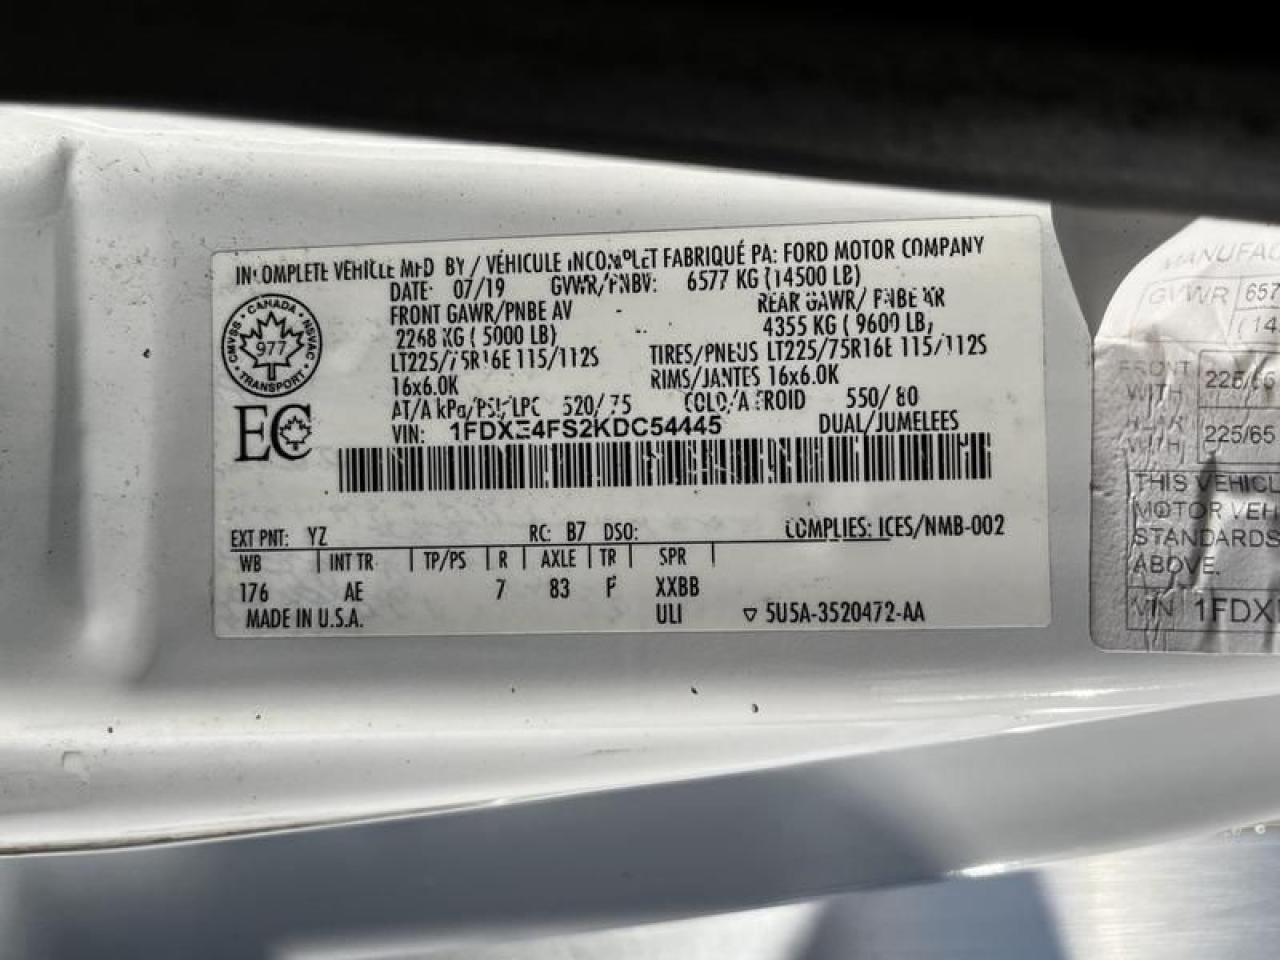 INCOMPLETE VEHICLE MFD BY / VÉHICULE INCOMPLET FABRIQUÉ PA: FORD MOTOR COMPANY
DATE: 07/19 GVWR/PNBV: 6577 KG (14500 LB)
FRONT GAWR/PNBE AV REAR GAWR/ PNBE AR
2268 KG ( 5000 LB) 4355 KG ( 9600 LB)
LT225/75R16E 115/112S TIRES/PNEUS LT225/75R16E 115/112S
16x6.0K RIMS/JANTES 16x6.0K
AT/A kPa/PSI/LPC 520/ 75 COLD/A FROID 550/ 80
VIN: 1FDXE4FS2KDC54445 DUAL/JUMELEES
CMVSS • CANADA • NSVAC • TRANSPORT •
977
EC
EXT PNT: YZ RC: B7 DSO: COMPLIES: ICES/NMB-002
WB INT TR TP/PS R AXLE TR SPR
176 AE 7 83 F XXBB
MADE IN U.S.A. ULI 5U5A-3520472-AA
MANUFAC
GVWR 657
(14
FRONT
WITH 225/65
REAR
WITH 225/65
THIS VEHICL
MOTOR VEH
STANDARDS
ABOVE.
VIN 1FDX